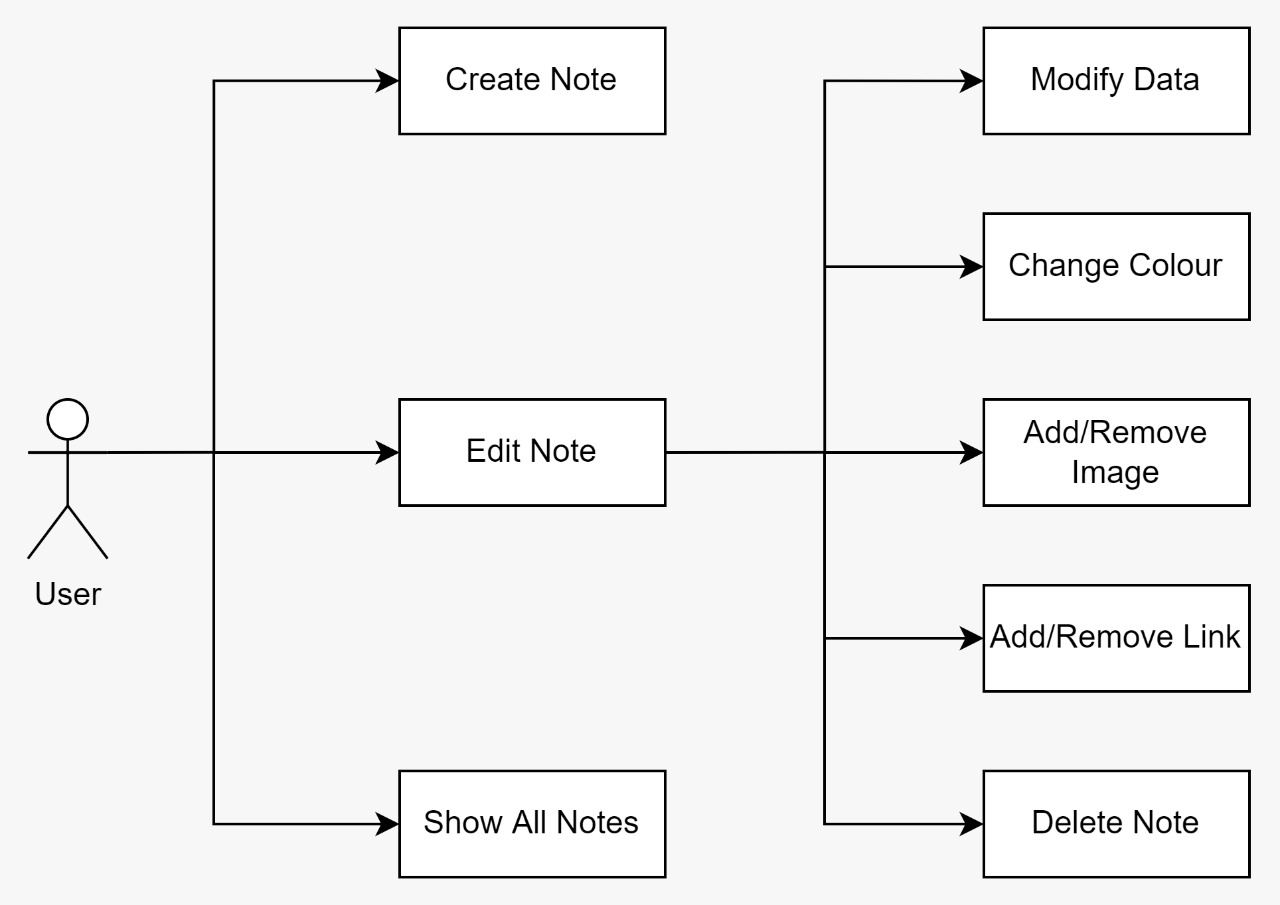 Create Note
Modify Data
Change Colour
Edit Note
Add/Remove
Image
User
Add/Remove Link
Show All Notes
Delete Note